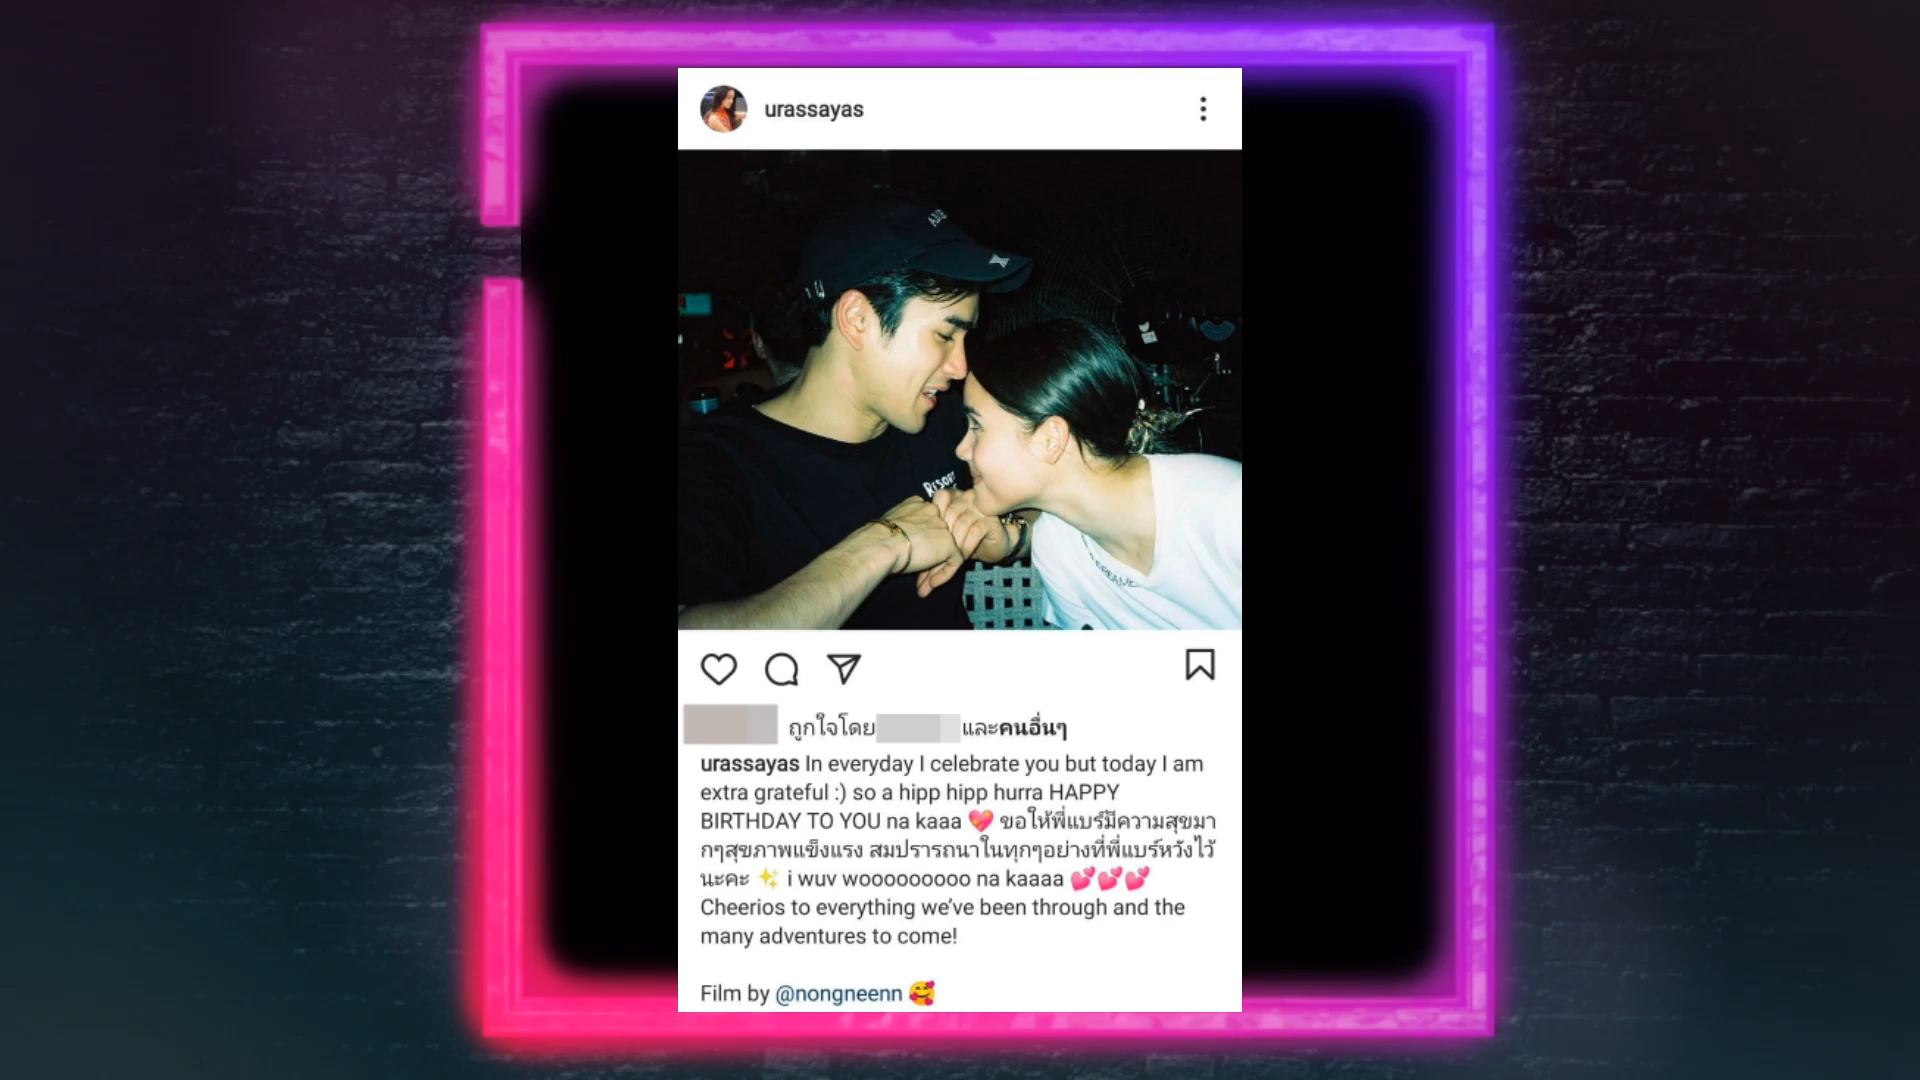 urassayas
RESORT
ถูกใจโดย และคนอื่นๆ
urassayas In everyday I celebrate you but today I am
extra grateful :) so a hipp hipp hurra HAPPY
BIRTHDAY TO YOU na kaaa 💖 ขอให้พี่แบร์มีความสุขมา
กๆสุขภาพแข็งแรง สมปรารถนาในทุกๆอย่างที่พี่แบร์หวังไว้
นะคะ ✨ i wuv wooooooooo na kaaaa 💕💕💕
Cheerios to everything we've been through and the
many adventures to come!
Film by @nongneenn 🥰